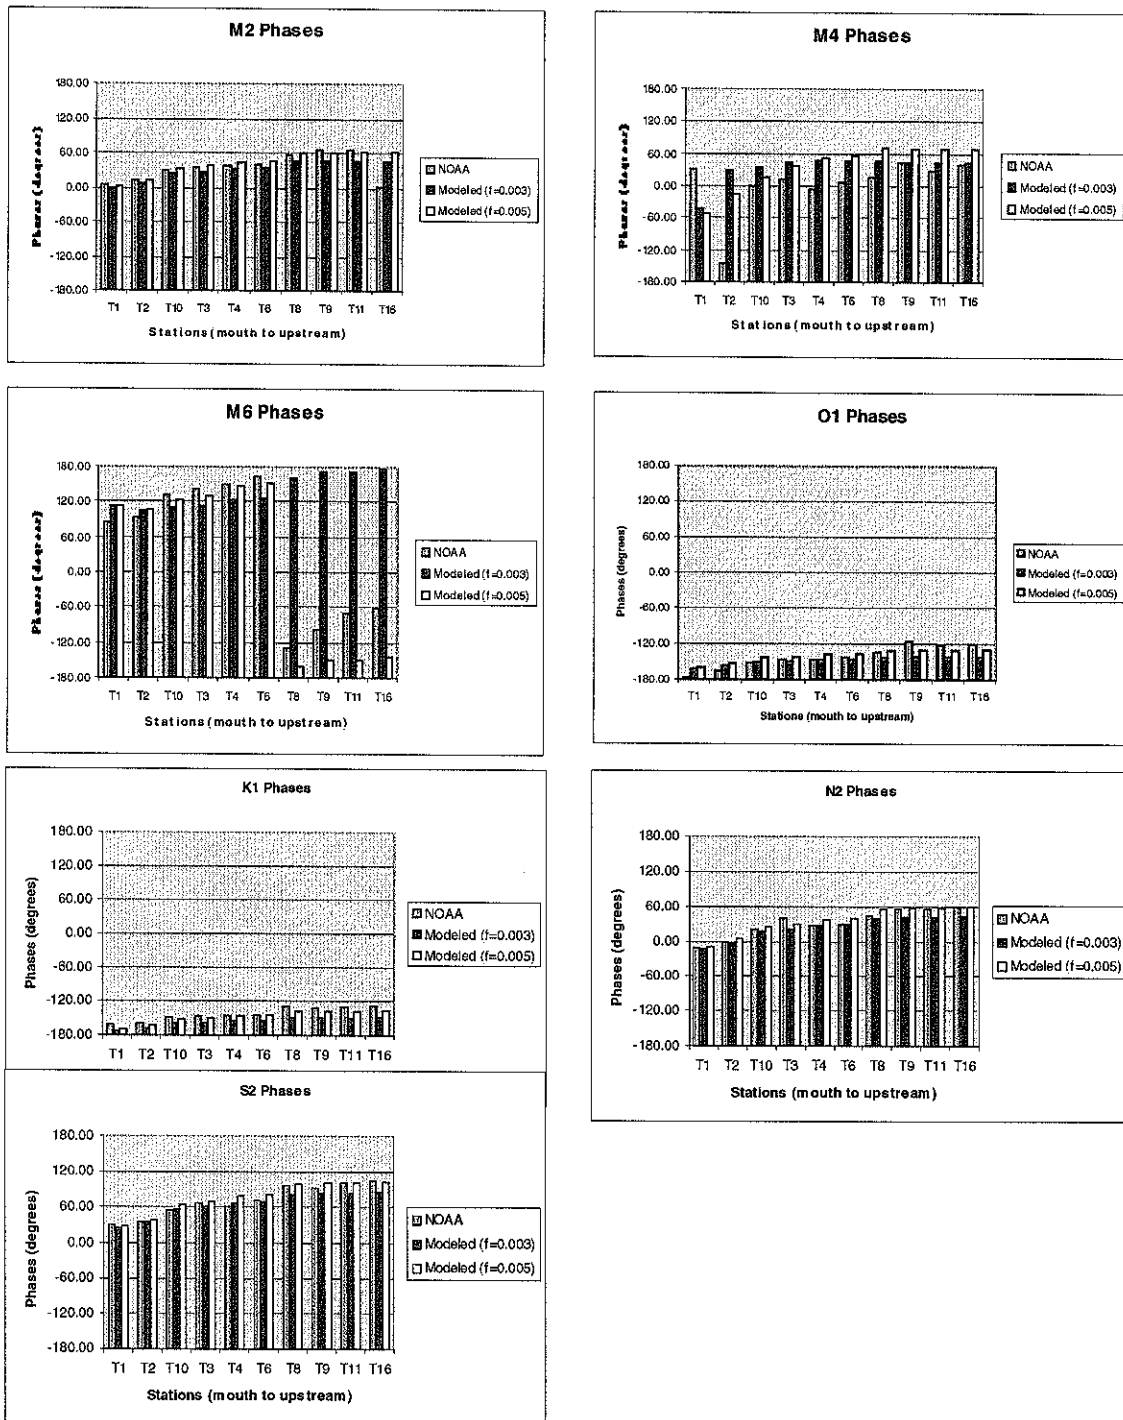 M2 Phases
180.00
120.00
60.00
0.00
-60.00
-120.00
-180.00
Phases (degrees)
T1 T2 T10 T3 T4 T6 T8 T9 T11 T16
Stations (mouth to upstream)
NOAA
Modeled (f=0.003)
Modeled (f=0.005)
M4 Phases
180.00
120.00
60.00
0.00
-60.00
-120.00
-180.00
Phases (degrees)
T1 T2 T10 T3 T4 T6 T8 T9 T11 T16
Stations (mouth to upstream)
NOAA
Modeled (f=0.003)
Modeled (f=0.005)
M6 Phases
180.00
120.00
60.00
0.00
-60.00
-120.00
-180.00
Phases (degrees)
T1 T2 T10 T3 T4 T6 T8 T9 T11 T16
Stations (mouth to upstream)
NOAA
Modeled (f=0.003)
Modeled (f=0.005)
O1 Phases
180.00
120.00
60.00
0.00
-60.00
-120.00
-180.00
Phases (degrees)
T1 T2 T10 T3 T4 T6 T8 T9 T11 T16
Stations (mouth to upstream)
NOAA
Modeled (f=0.003)
Modeled (f=0.005)
K1 Phases
180.00
120.00
60.00
0.00
-60.00
-120.00
-180.00
Phases (degrees)
T1 T2 T10 T3 T4 T6 T8 T9 T11 T16
NOAA
Modeled (f=0.003)
Modeled (f=0.005)
N2 Phases
180.00
120.00
60.00
0.00
-60.00
-120.00
-180.00
Phases (degrees)
T1 T2 T10 T3 T4 T6 T8 T9 T11 T16
Stations (mouth to upstream)
NOAA
Modeled (f=0.003)
Modeled (f=0.005)
S2 Phases
180.00
120.00
60.00
0.00
-60.00
-120.00
-180.00
Phases (degrees)
T1 T2 T10 T3 T4 T6 T8 T9 T11 T16
Stations (mouth to upstream)
NOAA
Modeled (f=0.003)
Modeled (f=0.005)